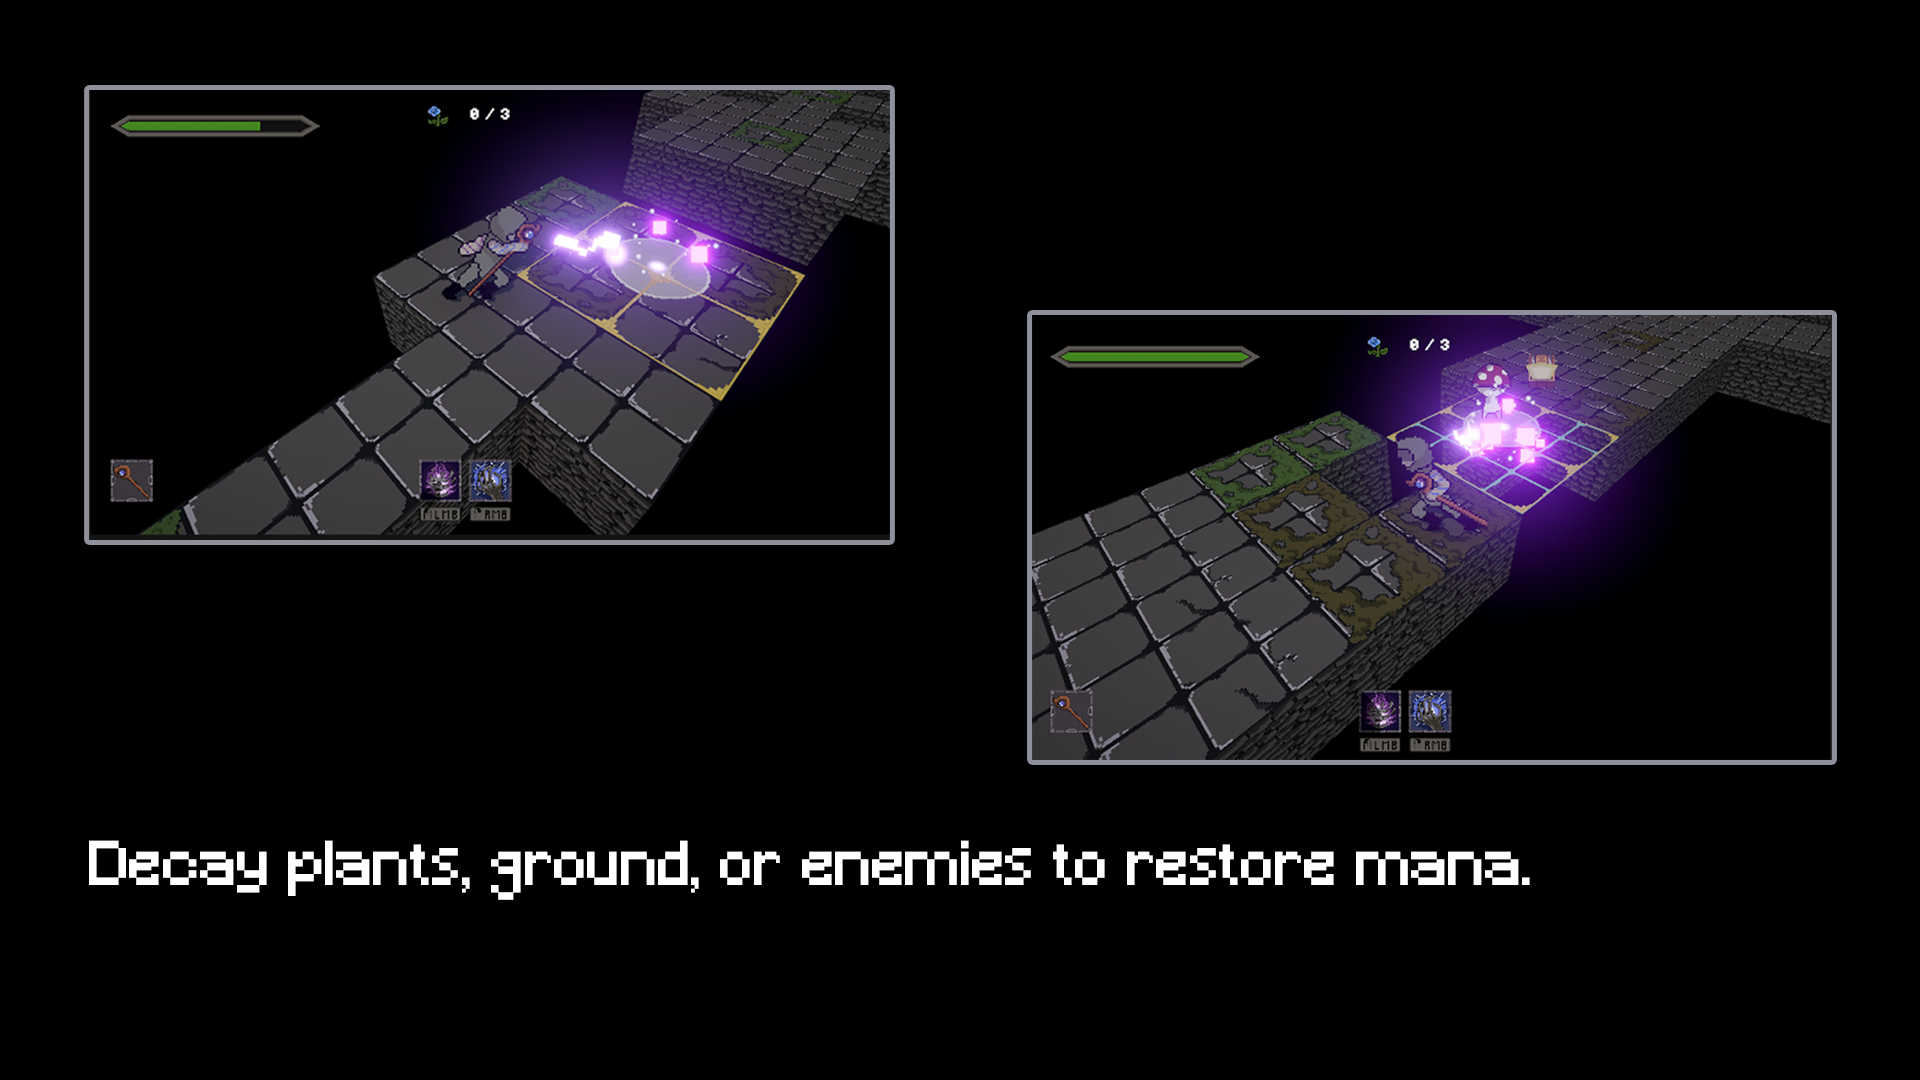 0/3
LMB
RMB
0/3
LMB
RMB
Decay plants, ground, or enemies to restore mana.